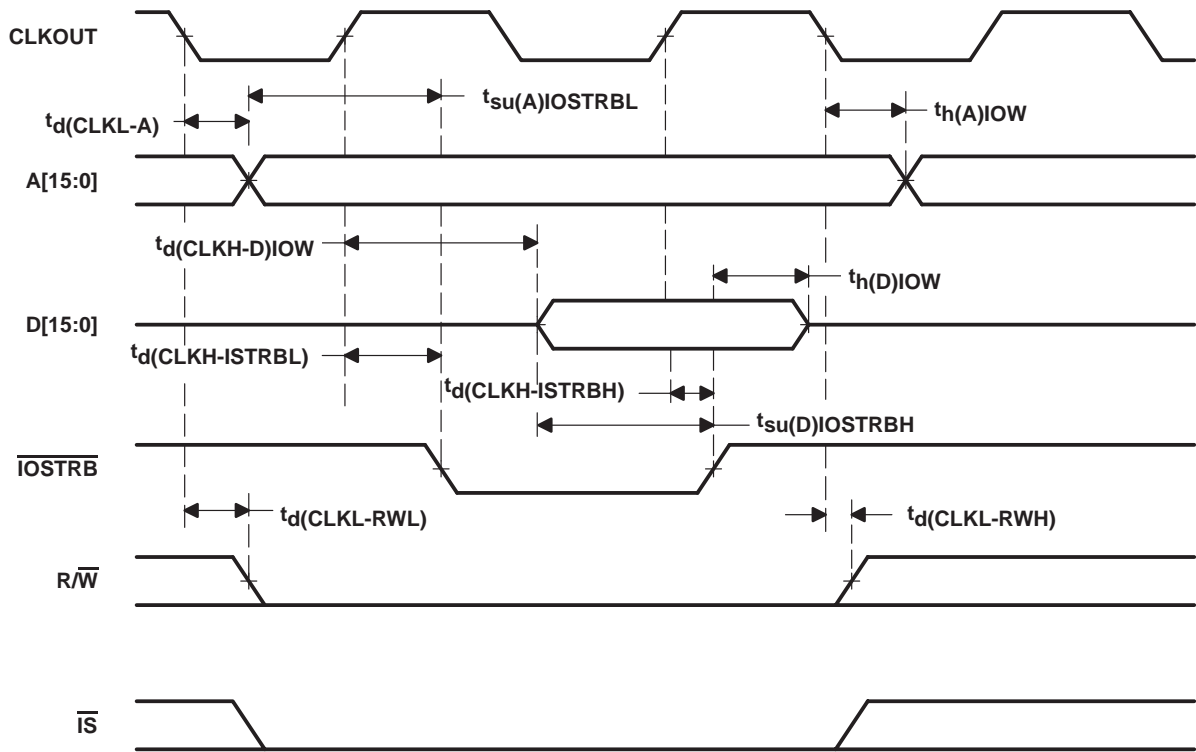 CLKOUT
tsu(A)IOSTRBL
td(CLKL-A)
th(A)IOW
A[15:0]
td(CLKH-D)IOW
th(D)IOW
D[15:0]
td(CLKH-ISTRBL)
td(CLKH-ISTRBH)
tsu(D)IOSTRBH
IOSTRB
td(CLKL-RWL)
td(CLKL-RWH)
R/W
IS